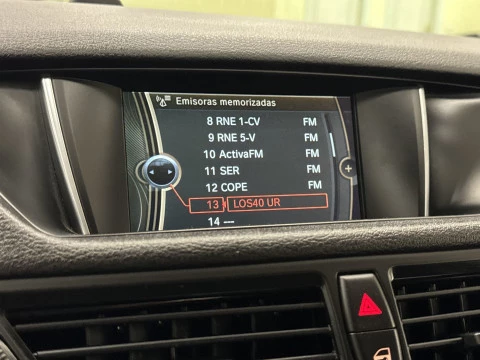 Emisoras memorizadas
8 RNE 1-CV FM
9 RNE 5-V FM
10 ActivaFM FM
11 SER FM
12 COPE FM
13 LOS40 UR
14 ---